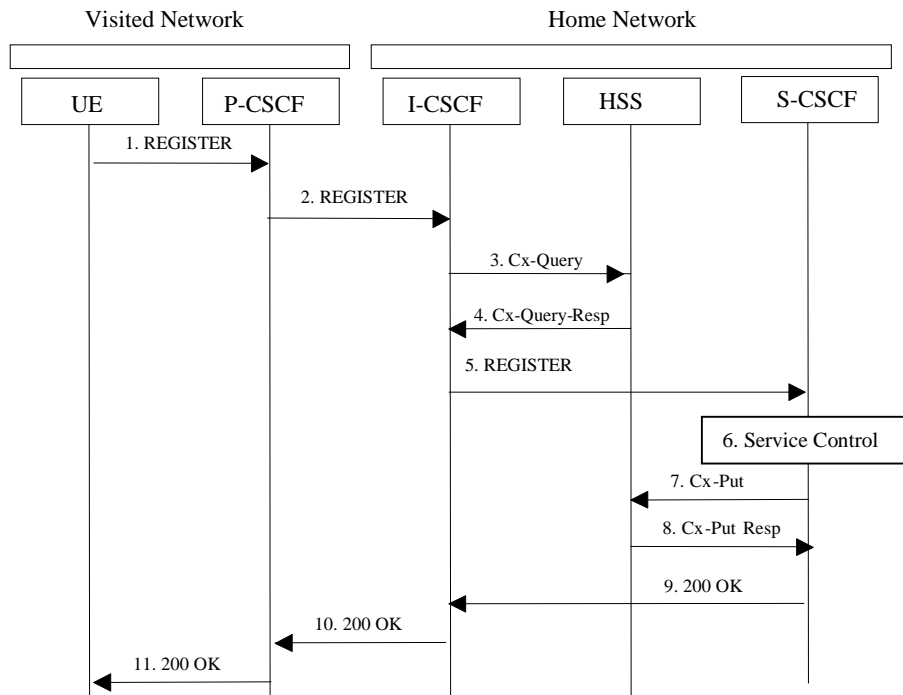 Visited Network
Home Network
UE
P-CSCF
I-CSCF
HSS
S-CSCF
1. REGISTER
2. REGISTER
3. Cx-Query
4. Cx-Query-Resp
5. REGISTER
6. Service Control
7. Cx-Put
8. Cx-Put Resp
9. 200 OK
10. 200 OK
11. 200 OK